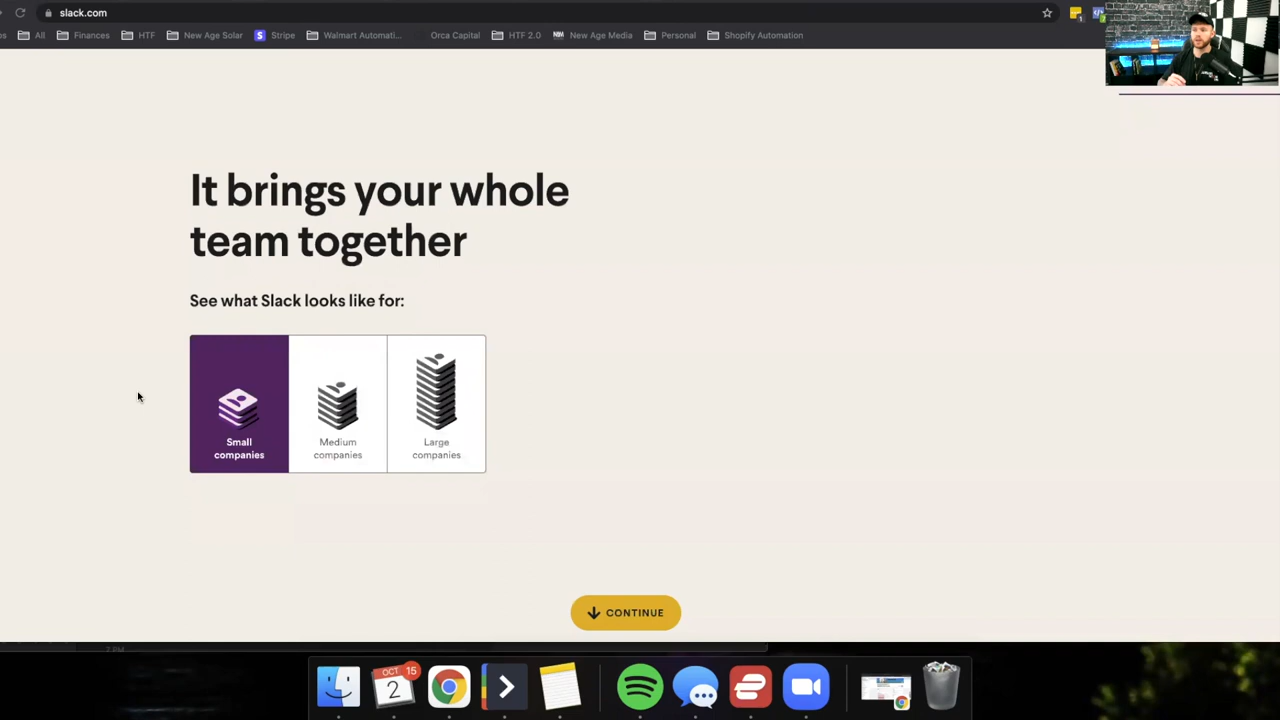 slack.com
All
Finances
HTF
New Age Solar
Stripe
Walmart Automati...
Orca Capital
HTF 2.0
New Age Media
Personal
Shopify Automation
It brings your whole
team together
See what Slack looks like for:
Small
companies
Medium
companies
Large
companies
CONTINUE
7 PM
OCT
15
2